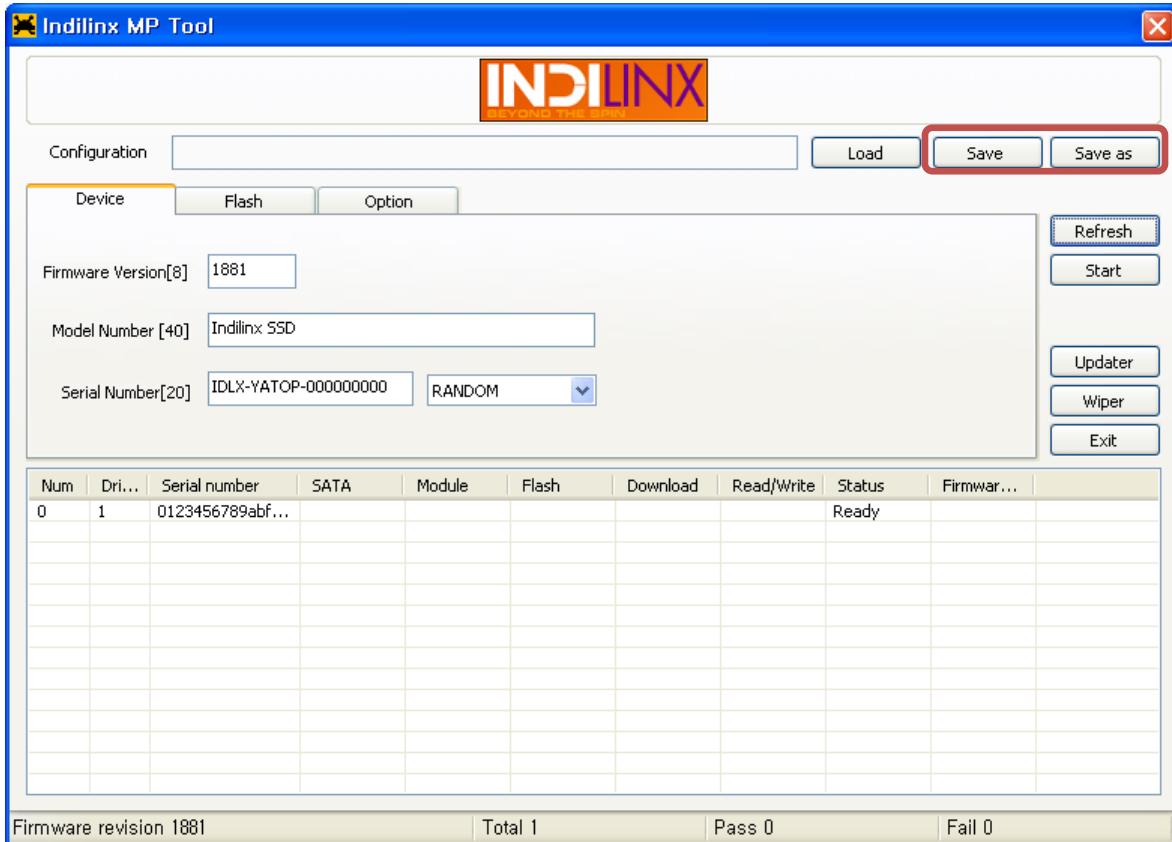 Indilinx MP Tool
INDILINX
BEYOND THE SPIN
Configuration Load Save Save as
Device Flash Option
Refresh
Firmware Version[8] 1881 Start
Model Number [40] Indilinx SSD
Updater
Serial Number[20] IDLX-YATOP-000000000 RANDOM
Wiper
Exit
Num Dri... Serial number SATA Module Flash Download Read/Write Status Firmwar...
0 1 0123456789abf... Ready
Firmware revision 1881 Total 1 Pass 0 Fail 0